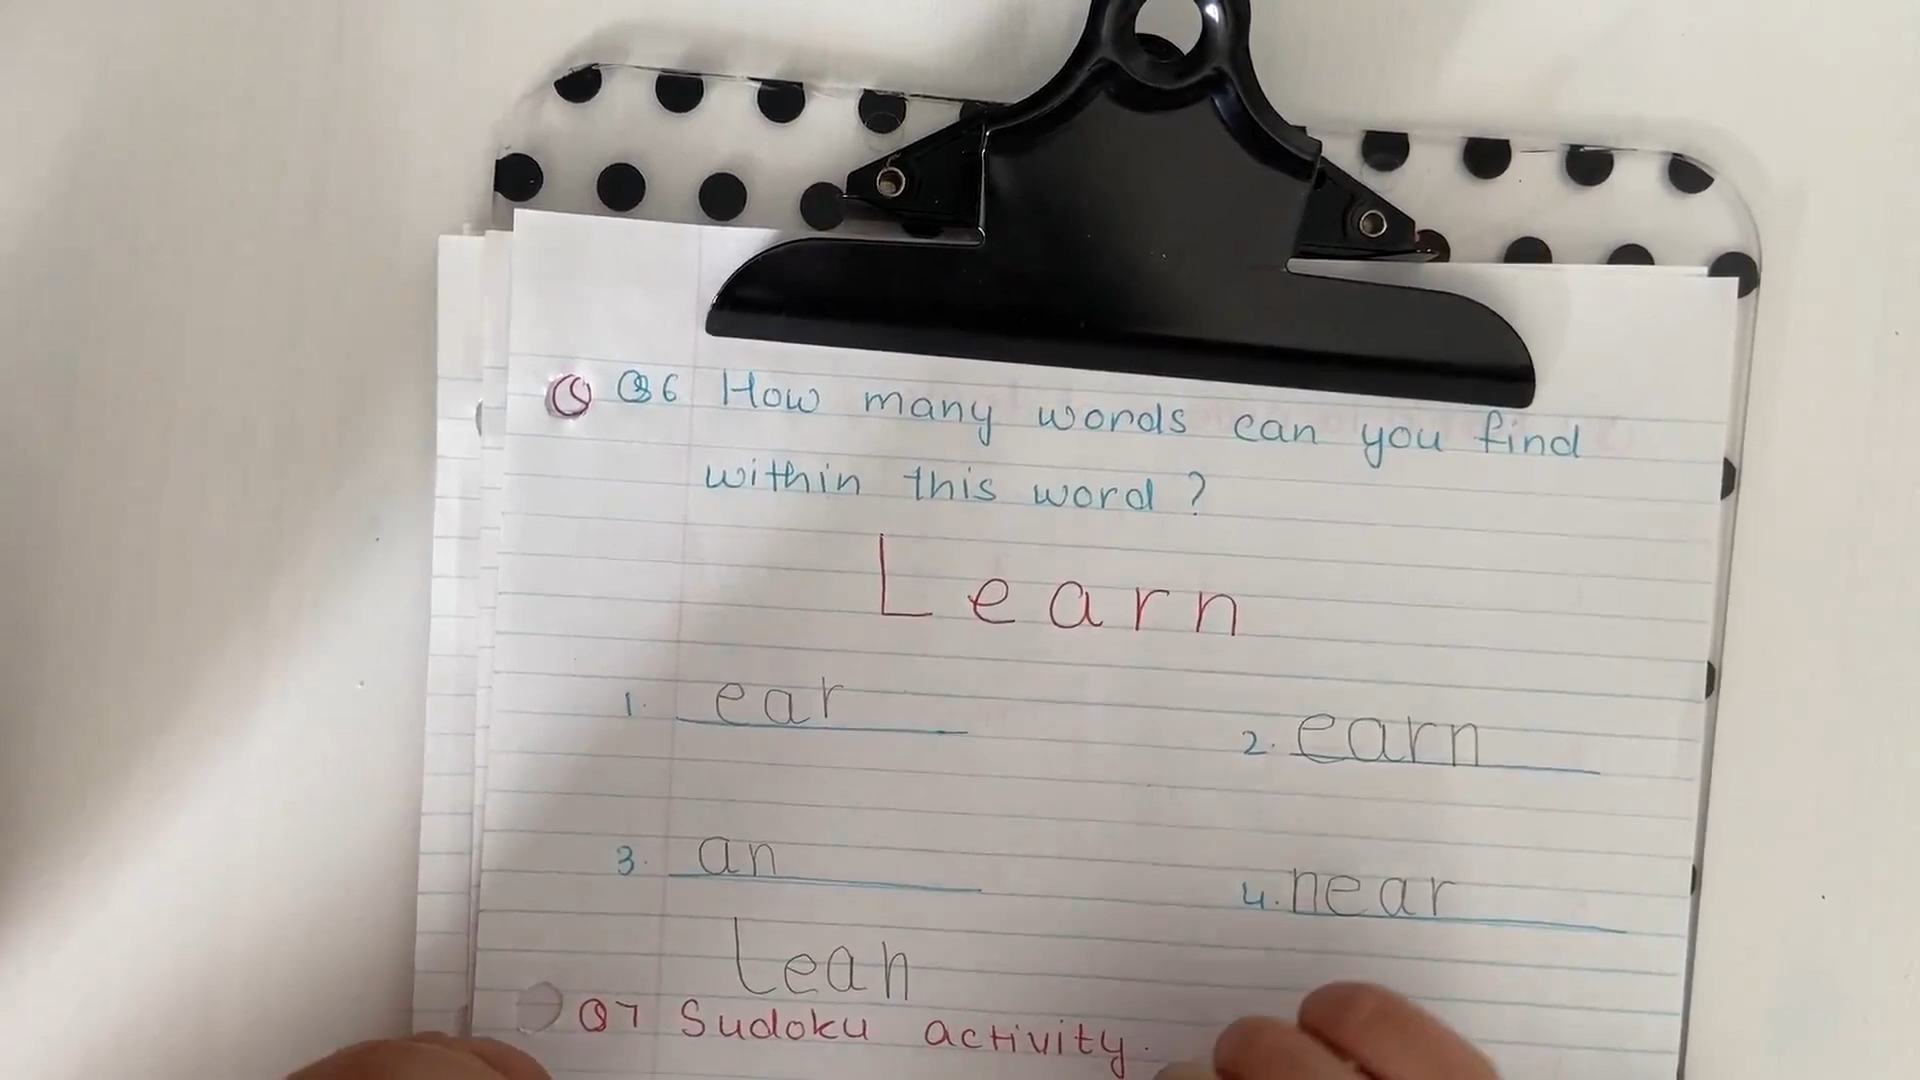 Q6 How many words can you find
within this word ?
Learn
1. ear
2. earn
3. an
4. near
lean
Q7 Sudoku activity.